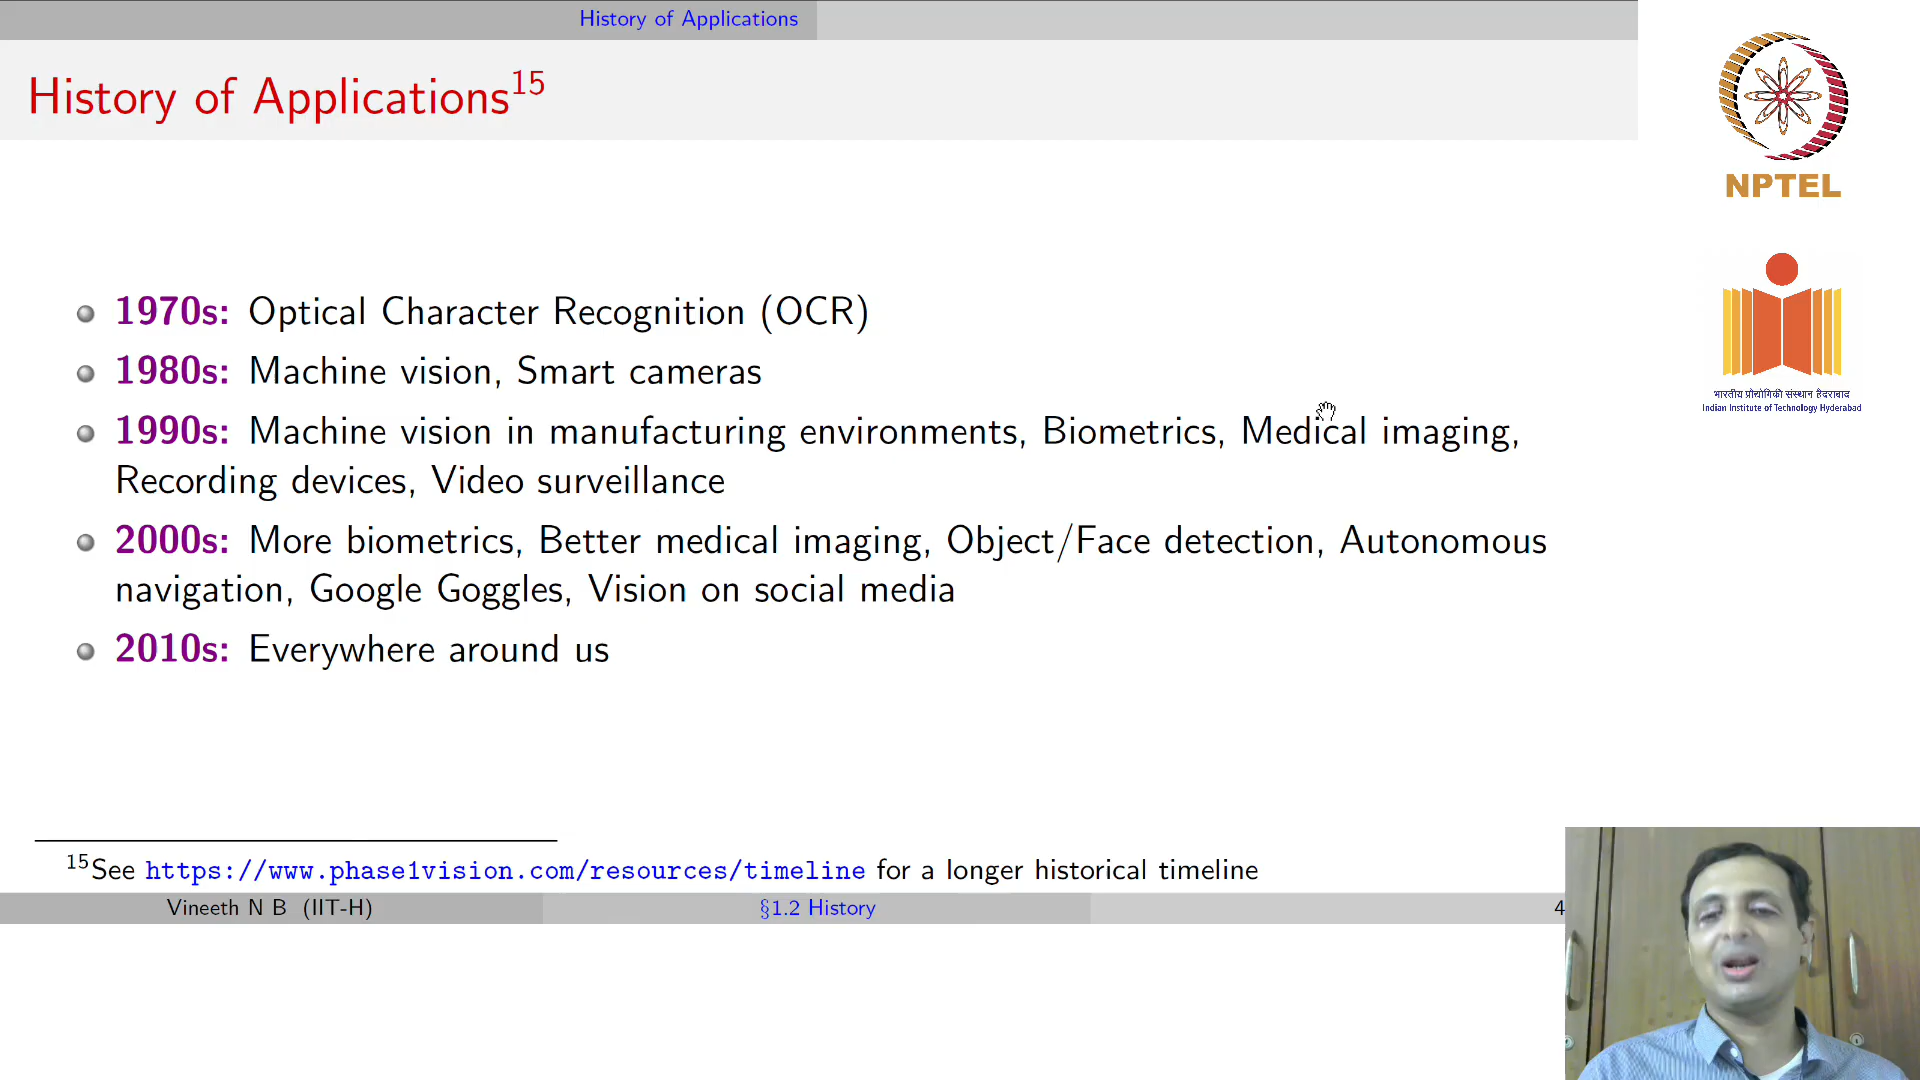 History of Applications
History of Applications15
NPTEL
1970s: Optical Character Recognition (OCR)
1980s: Machine vision, Smart cameras
1990s: Machine vision in manufacturing environments, Biometrics, Medical imaging,
Recording devices, Video surveillance
2000s: More biometrics, Better medical imaging, Object/Face detection, Autonomous
navigation, Google Goggles, Vision on social media
2010s: Everywhere around us
भारतीय प्रौद्योगिकी संस्थान हैदराबाद
Indian Institute of Technology Hyderabad
15See https://www.phase1vision.com/resources/timeline for a longer historical timeline
Vineeth N B (IIT-H)
§1.2 History
4